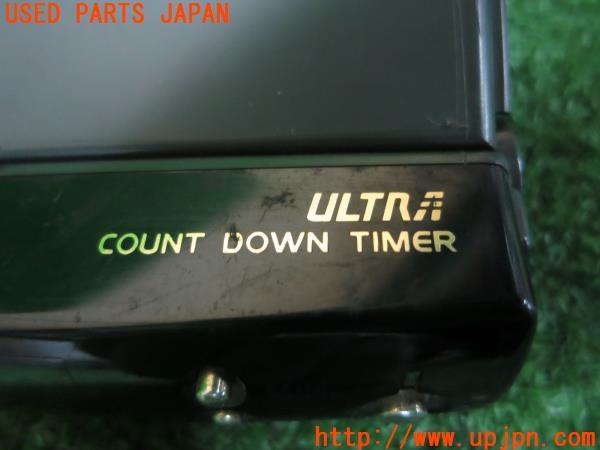 USED PARTS JAPAN
ULTRA
COUNT DOWN TIMER
http://www.upjpn.com